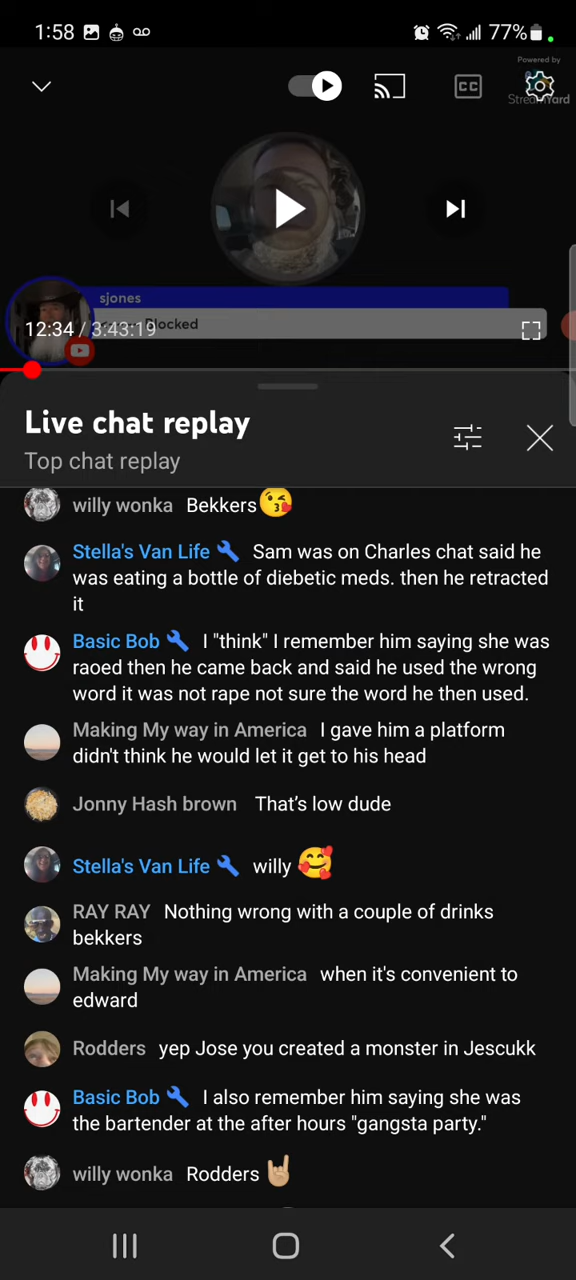 1:58
77%
Powered by
StreamYard
CC
sjones
Blocked
12:34 / 3:43:19
Live chat replay
Top chat replay
willy wonka Bekkers😘
Stella's Van Life 🔧 Sam was on Charles chat said he
was eating a bottle of diebetic meds. then he retracted
it
Basic Bob 🔧 I "think" I remember him saying she was
raoed then he came back and said he used the wrong
word it was not rape not sure the word he then used.
Making My way in America I gave him a platform
didn't think he would let it get to his head
Jonny Hash brown That's low dude
Stella's Van Life 🔧 willy 🥰
RAY RAY Nothing wrong with a couple of drinks
bekkers
Making My way in America when it's convenient to
edward
Rodders yep Jose you created a monster in Jescukk
Basic Bob 🔧 I also remember him saying she was
the bartender at the after hours "gangsta party."
willy wonka Rodders 🤘🏼